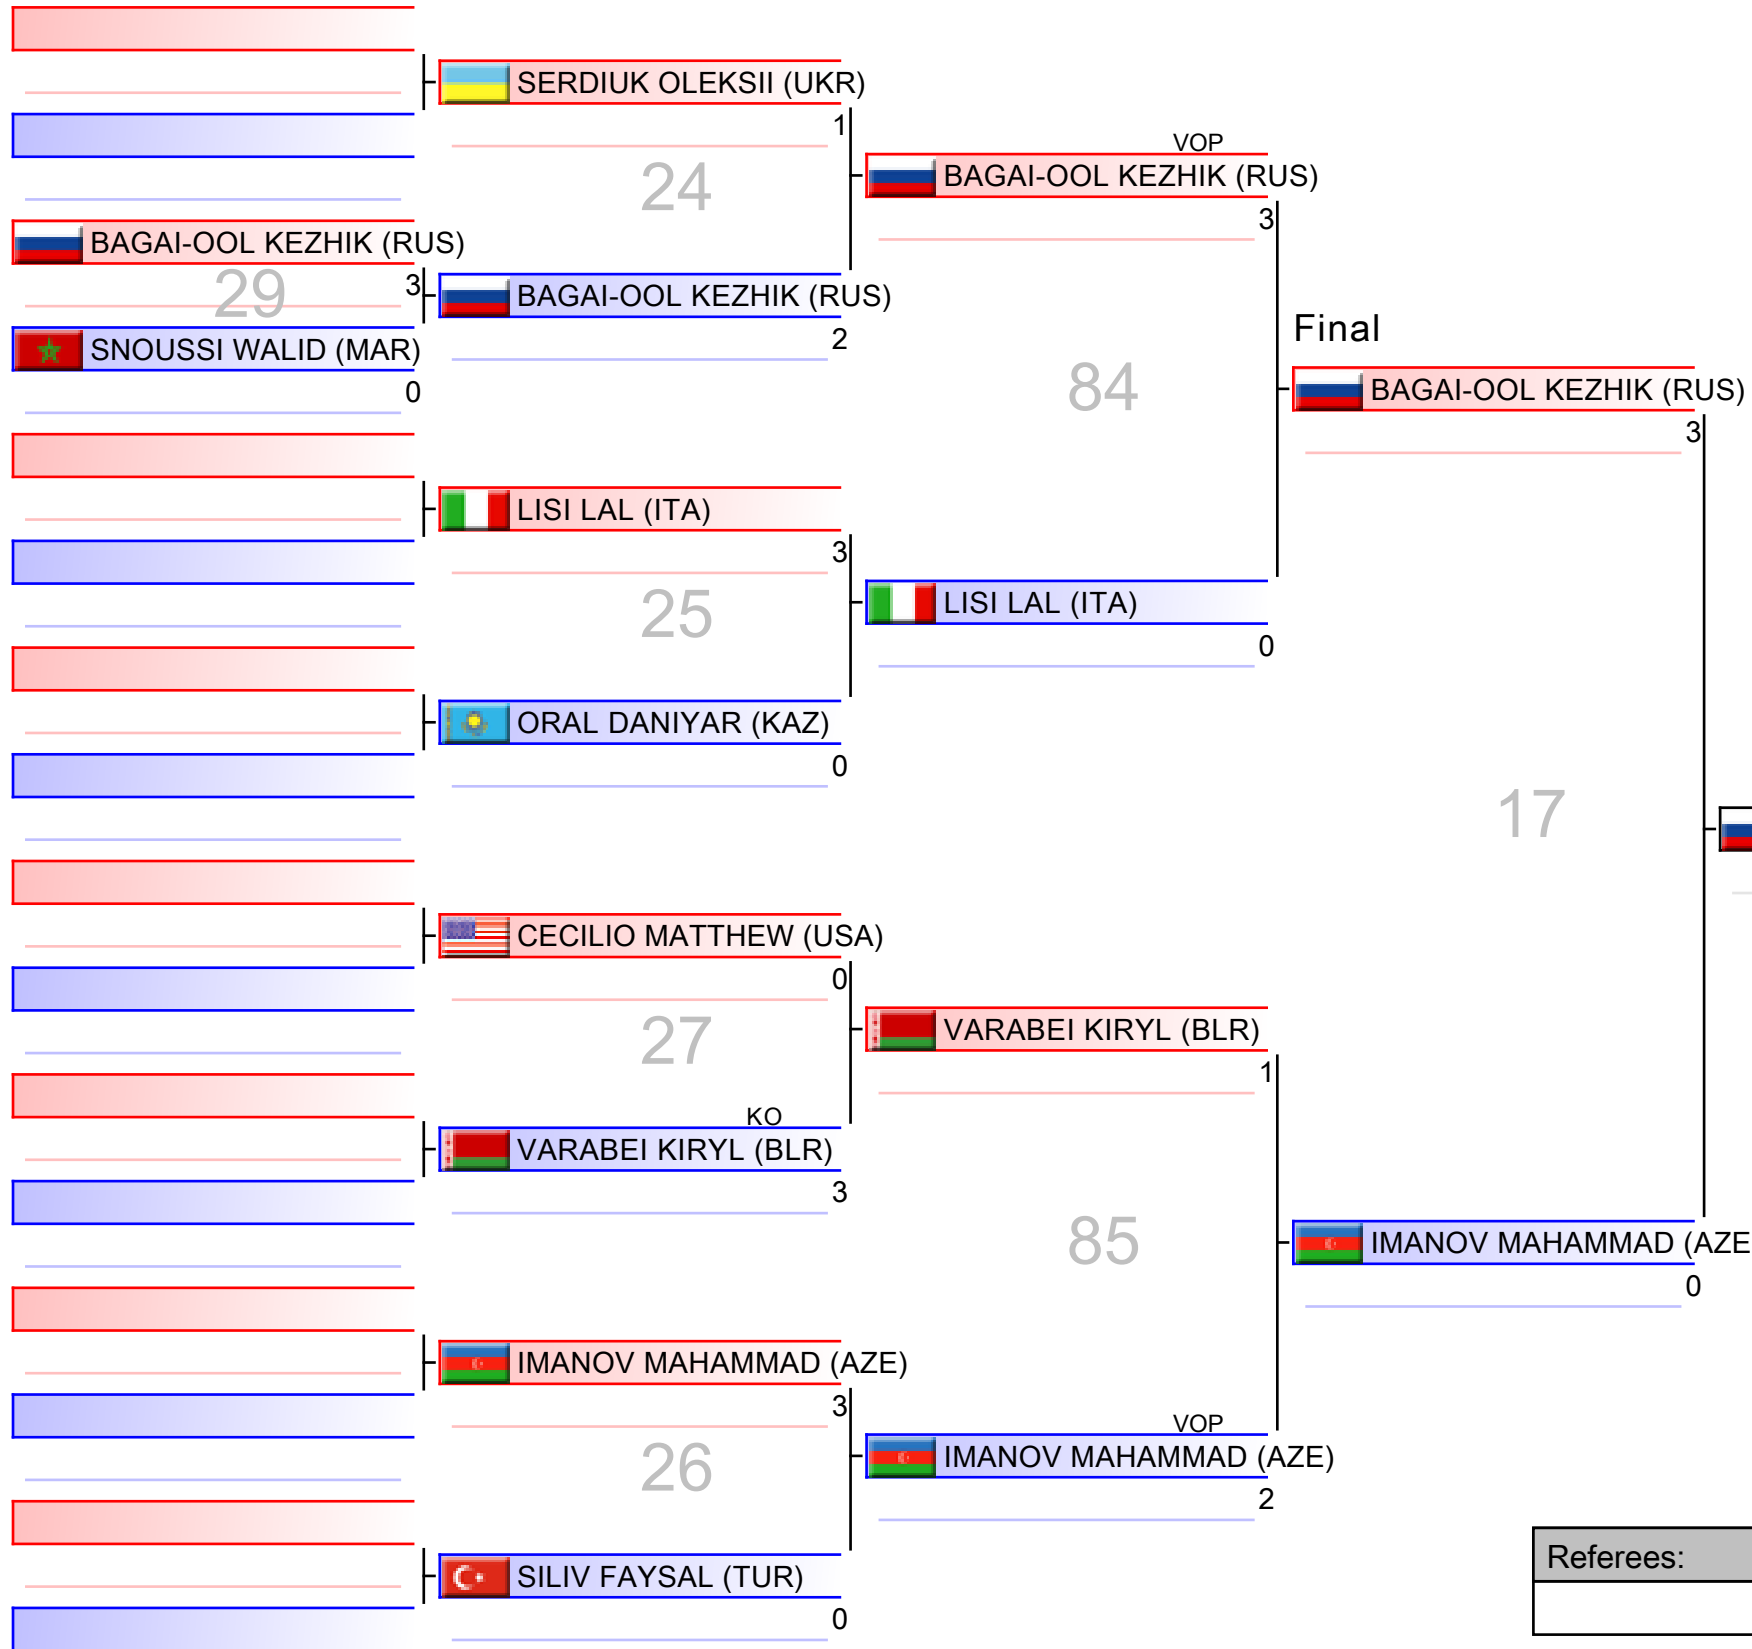 SERDIUK OLEKSII (UKR)
1
VOP
24
BAGAI-OOL KEZHIK (RUS)
3
BAGAI-OOL KEZHIK (RUS)
29
3
BAGAI-OOL KEZHIK (RUS)
2
SNOUSSI WALID (MAR)
0
84
Final
BAGAI-OOL KEZHIK (RUS)
3
LISI LAL (ITA)
3
25
LISI LAL (ITA)
0
ORAL DANIYAR (KAZ)
0
17
CECILIO MATTHEW (USA)
0
27
VARABEI KIRYL (BLR)
1
KO
VARABEI KIRYL (BLR)
3
85
IMANOV MAHAMMAD (AZE
0
IMANOV MAHAMMAD (AZE)
3
VOP
26
IMANOV MAHAMMAD (AZE)
2
SILIV FAYSAL (TUR)
0
Referees: